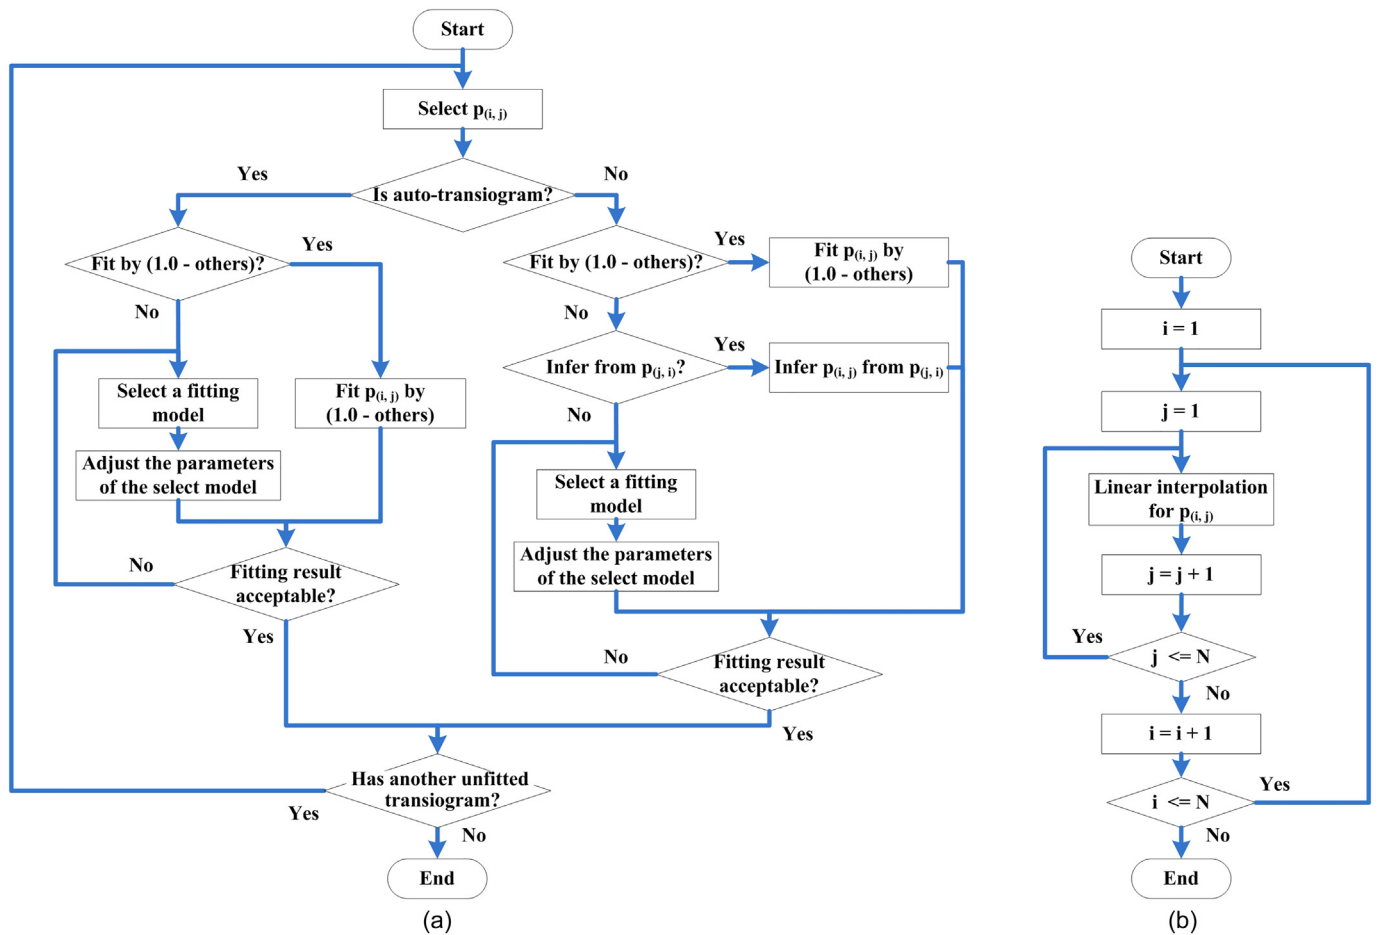 Start
Select p(i, j)
Is auto-transiogram?
Yes
No
Fit by (1.0 - others)?
Yes
No
Select a fitting
model
Adjust the parameters
of the select model
Fit p(i, j) by
(1.0 - others)
No
Fitting result
acceptable?
Yes
Fit by (1.0 - others)?
Yes
Fit p(i, j) by
(1.0 - others)
No
Infer from p(j, i)?
Yes
Infer p(i, j) from p(j, i)
No
Select a fitting
model
Adjust the parameters
of the select model
No
Fitting result
acceptable?
Yes
Has another unfitted
transiogram?
Yes
No
End
(a)
Start
i = 1
j = 1
Linear interpolation
for p(i, j)
j = j + 1
Yes
j <= N
No
i = i + 1
i <= N
Yes
No
End
(b)